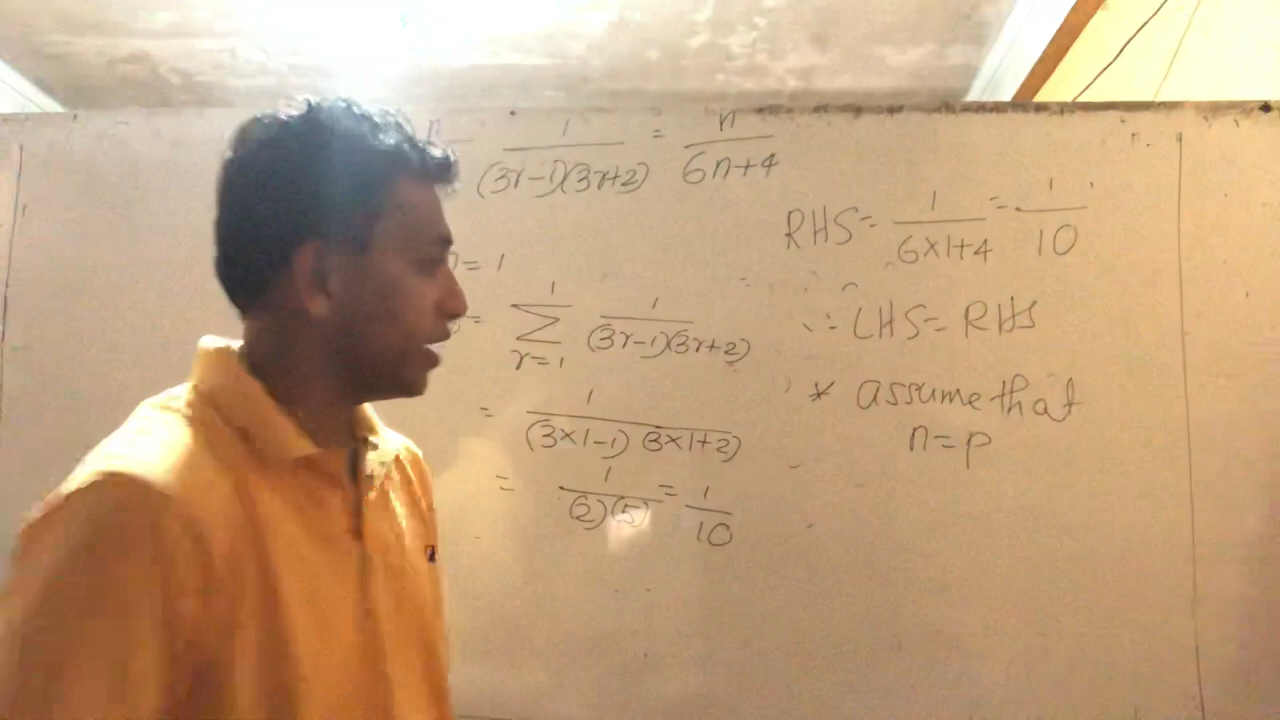 n 1/(3r-1)(3r+2) = n/6n+4
n=1
= ∑ r=1 1 1/(3r-1)(3r+2)
= 1/(3×1-1)(3×1+2)
= 1/(2)(5) = 1/10
RHS= 1/6×1+4 = 1/10
∴ LHS= RHS
* assume that
n=p